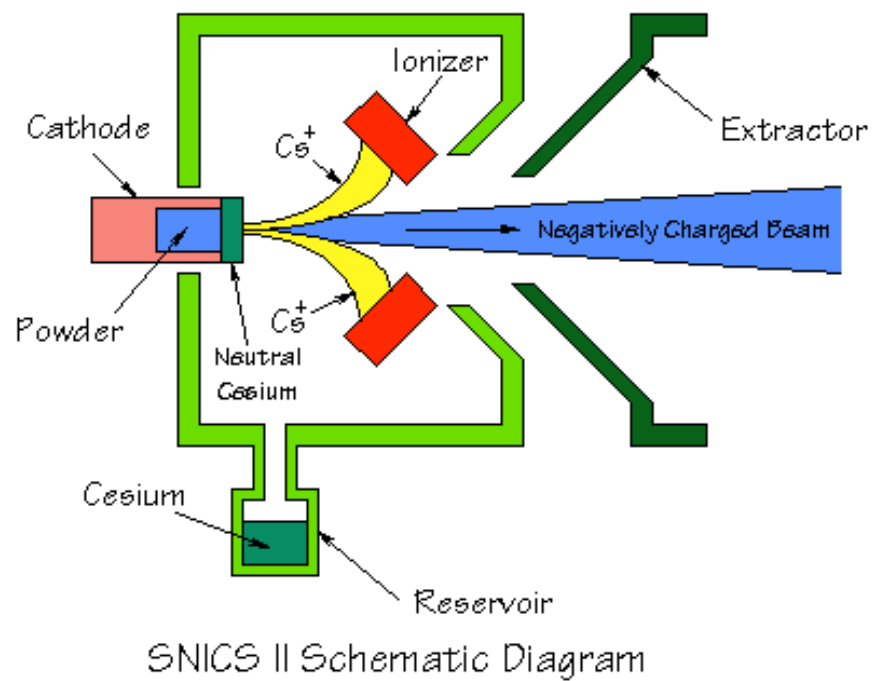 Ionizer
Cathode
Cs+
Extractor
Negatively Charged Beam
Powder
Cs+
Neutral
Cesium
Cesium
Reservoir
SNICS II Schematic Diagram